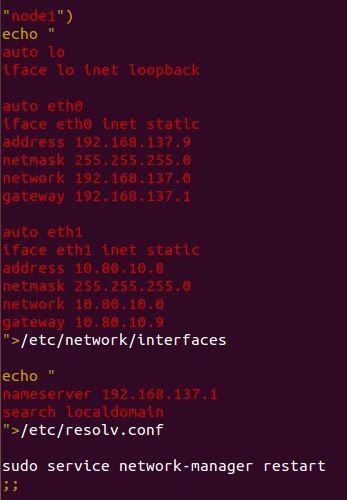 "node1")
echo "
auto lo
iface lo inet loopback
auto eth0
iface eth0 inet static
address 192.168.137.9
netmask 255.255.255.0
network 192.168.137.0
gateway 192.168.137.1
auto eth1
iface eth1 inet static
address 10.80.10.8
netmask 255.255.255.0
network 10.80.10.0
gateway 10.80.10.9
">/etc/network/interfaces
echo "
nameserver 192.168.137.1
search localdomain
">/etc/resolv.conf
sudo service network-manager restart
;;